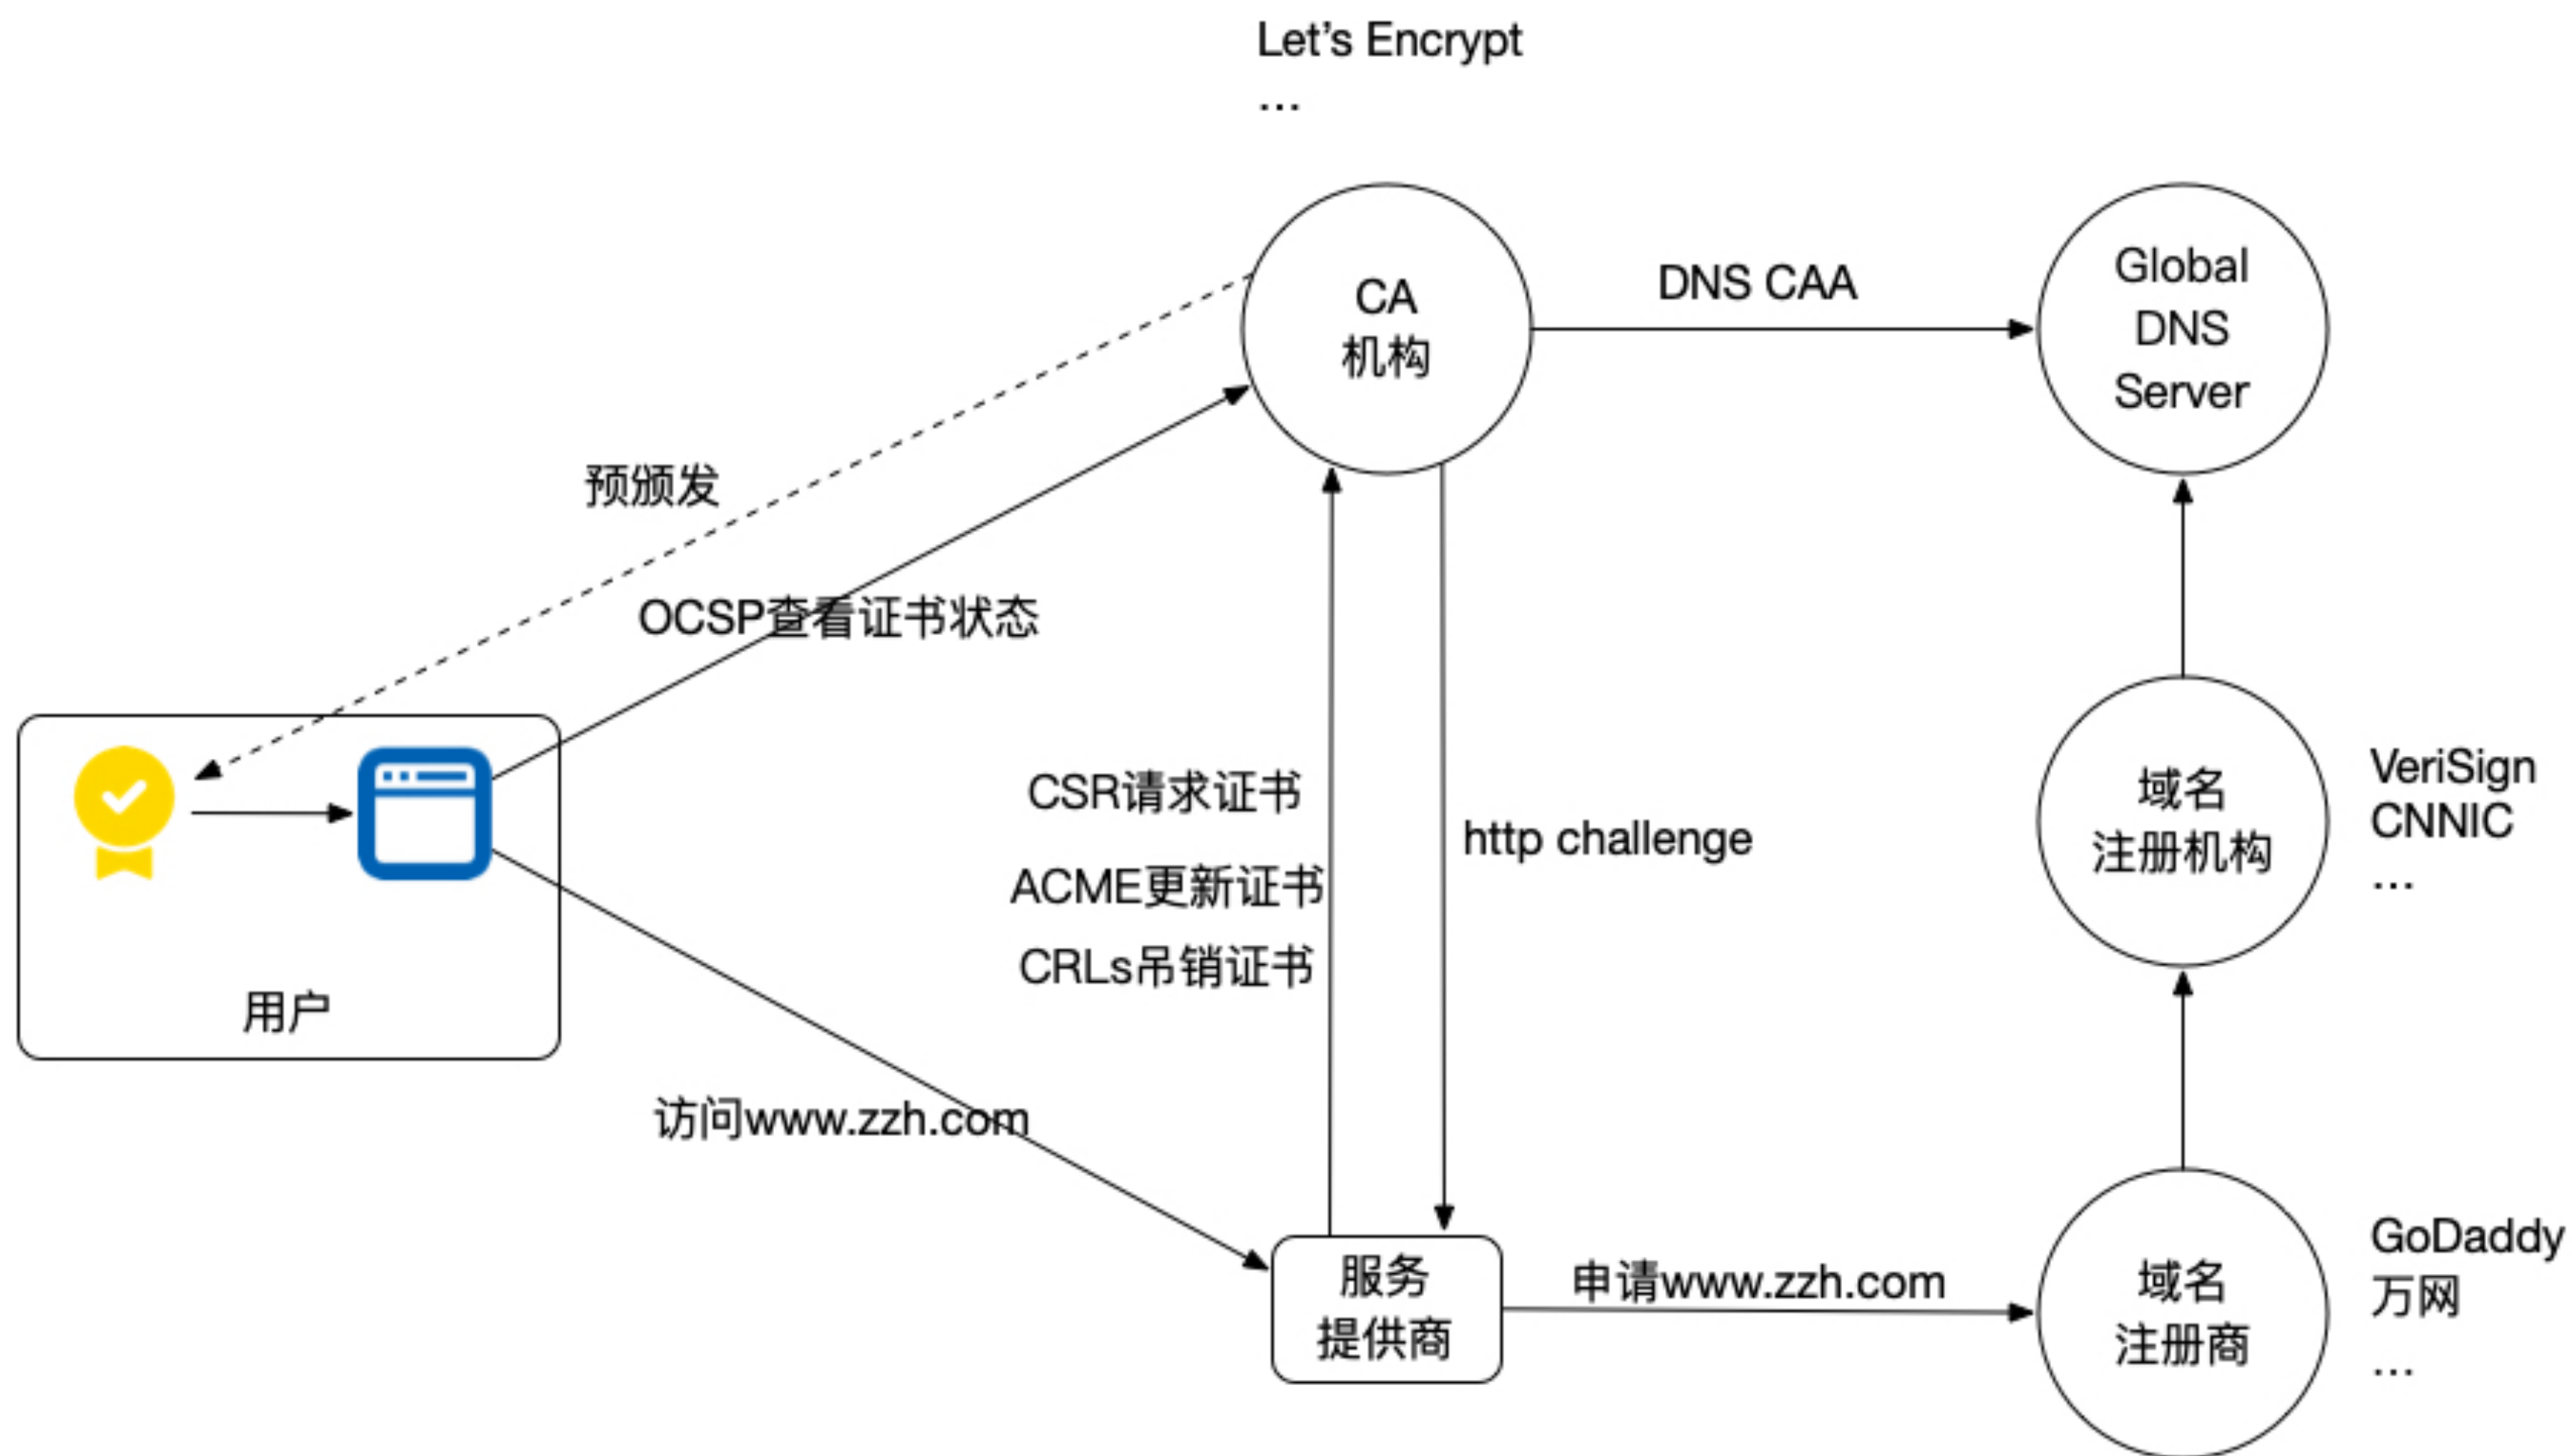 Let’s Encrypt
...
CA
机构
DNS CAA
Global
DNS
Server
预颁发
OCSP查看证书状态
CSR请求证书
ACME更新证书
CRLs吊销证书
http challenge
域名
注册机构
VeriSign
CNNIC
...
用户
访问www.zzh.com
服务
提供商
申请www.zzh.com
域名
注册商
GoDaddy
万网
...